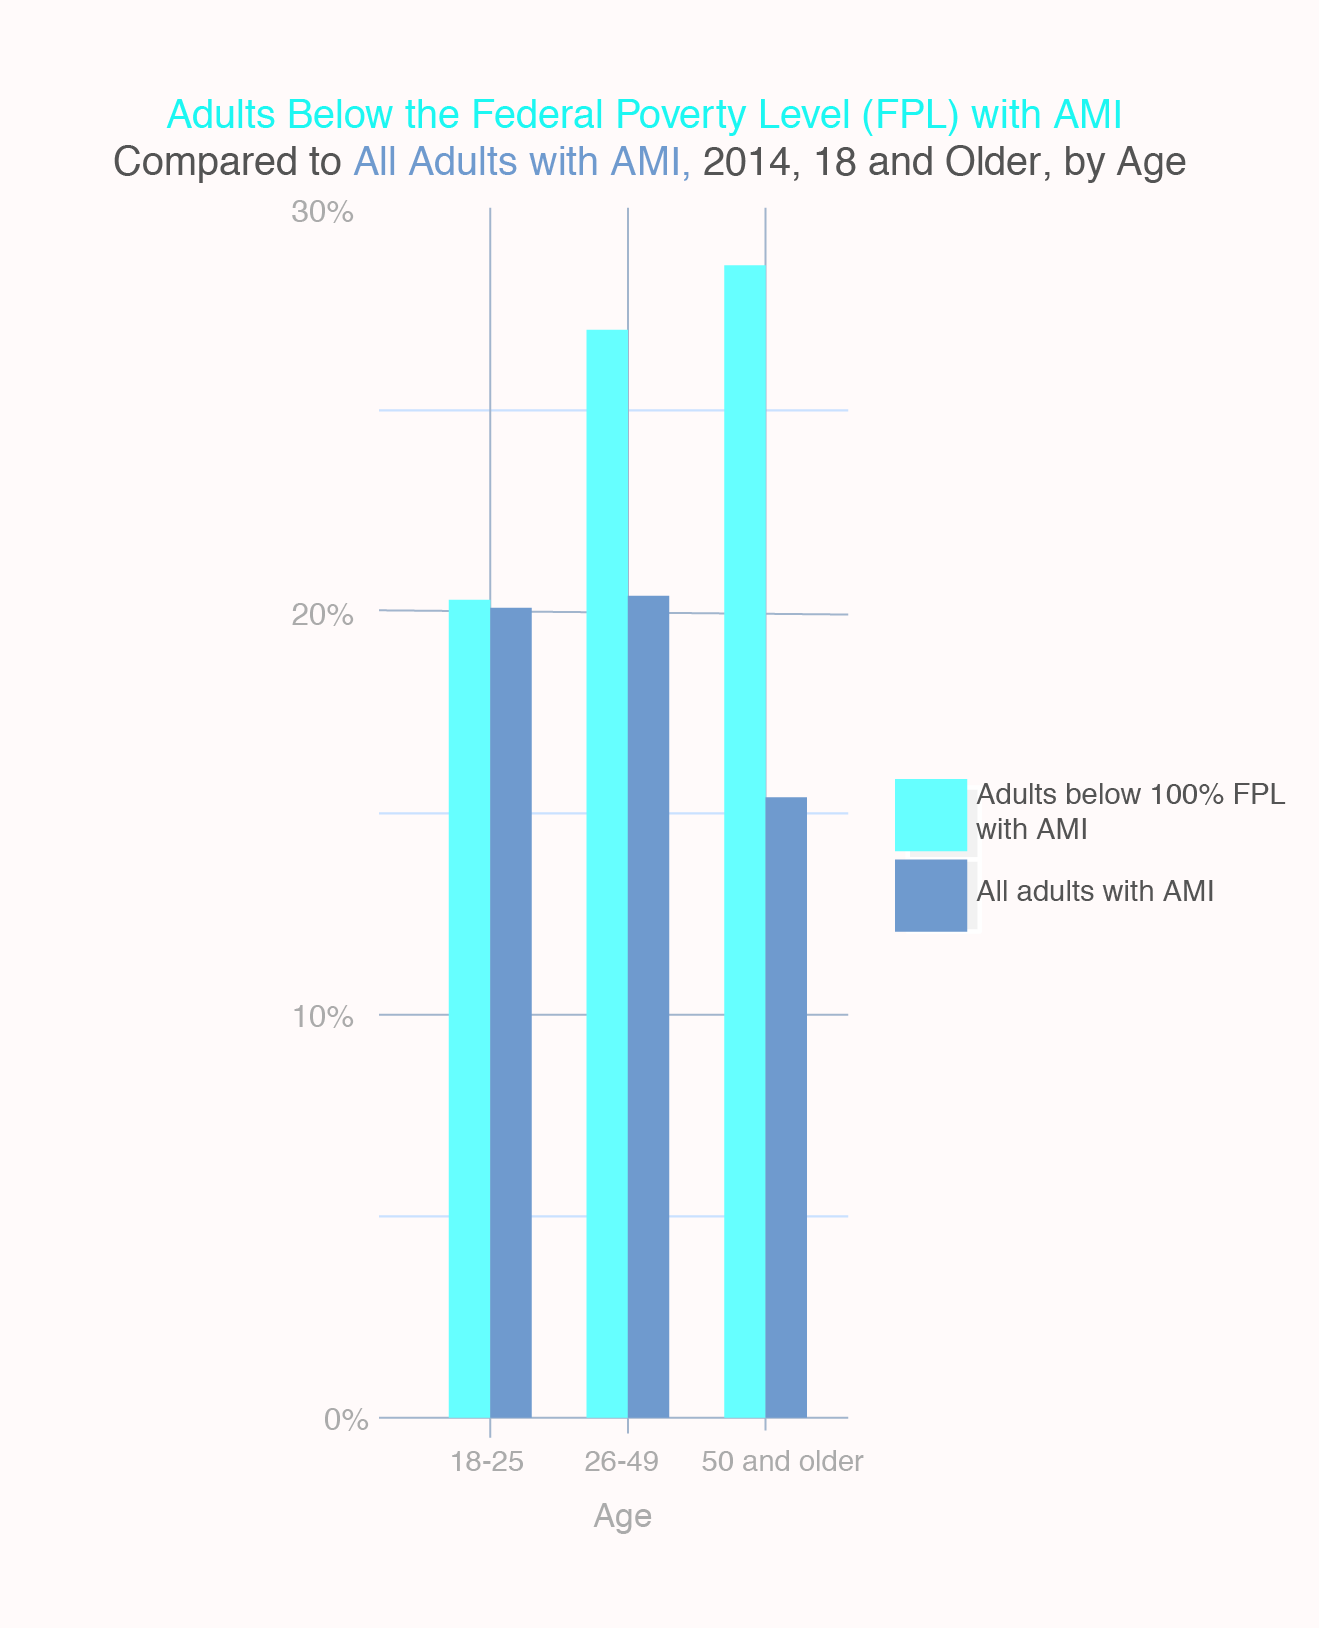 Adults Below the Federal Poverty Level (FPL) with AMI
Compared to All Adults with AMI, 2014, 18 and Older, by Age
30%
20%
10%
0%
18-25
26-49
50 and older
Age
Adults below 100% FPL
with AMI
All adults with AMI